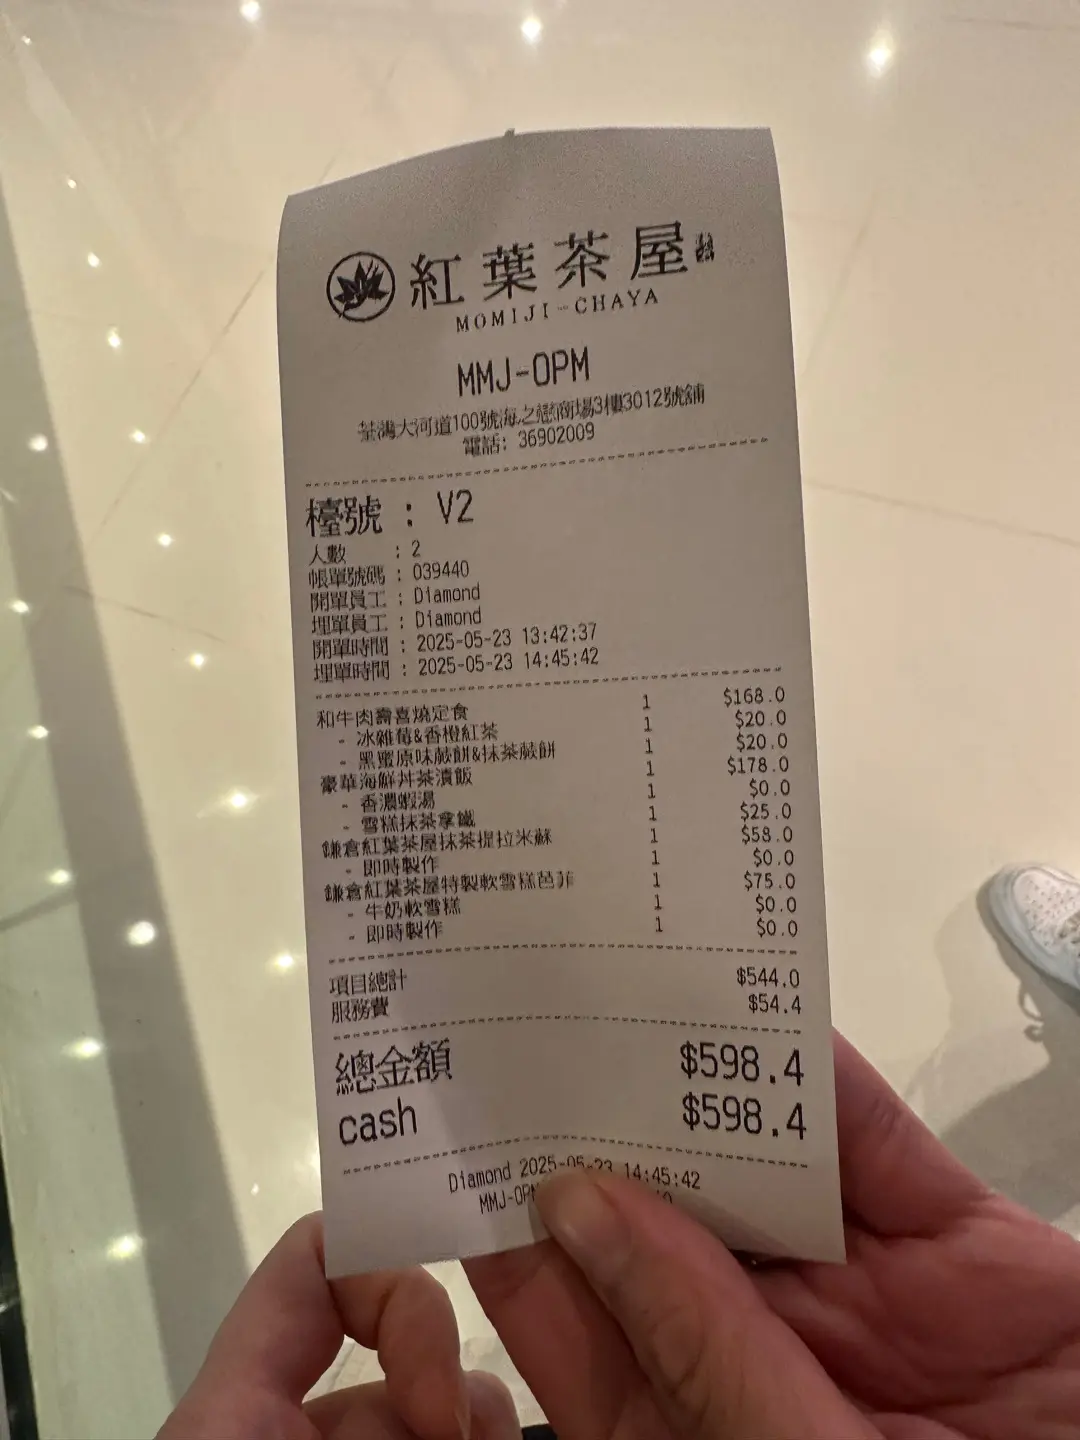 紅葉茶屋
MOMIJI-CHAYA
MMJ-OPM
荃灣大河道100號海之戀商場3樓3012號舖
電話: 36902009
檯號 : V2
人數 : 2
帳單號碼 : 039440
開單員工 : Diamond
埋單員工 : Diamond
開單時間 : 2025-05-23 13:42:37
埋單時間 : 2025-05-23 14:45:42
和牛肉壽喜燒定食 1 $168.0
- 冰雜莓&香橙紅茶 1 $20.0
- 黑蜜原味蕨餅&抹茶蕨餅 1 $20.0
豪華海鮮丼茶漬飯 1 $178.0
- 香濃蝦湯 1 $0.0
- 雪糕抹茶拿鐵 1 $25.0
鎌倉紅葉茶屋抹茶提拉米蘇 1 $58.0
- 即時製作 1 $0.0
鎌倉紅葉茶屋特製軟雪糕芭菲 1 $75.0
- 牛奶軟雪糕 1 $0.0
- 即時製作 1 $0.0
項目總計 $544.0
服務費 $54.4
總金額 $598.4
cash $598.4
Diamond 2025-05-23 14:45:42
MMJ-OPM